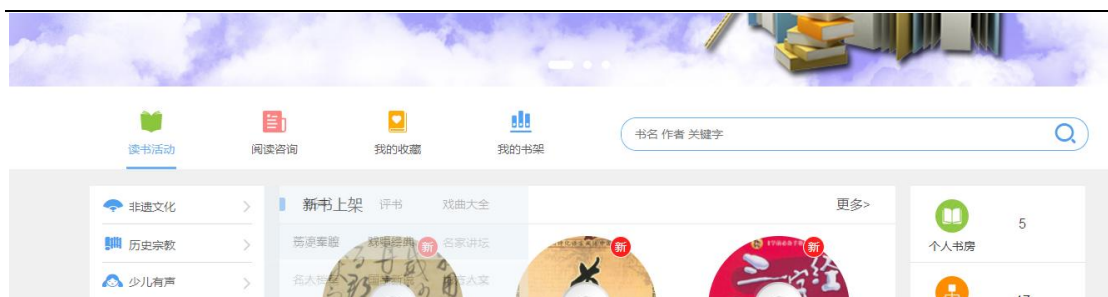 读书活动
阅读咨询
我的收藏
我的书架
书名 作者 关键字
非遗文化
历史宗教
少儿有声
新书上架
评书
戏曲大全
更多>
名家讲坛
新
新
新
三字经
5
个人书房